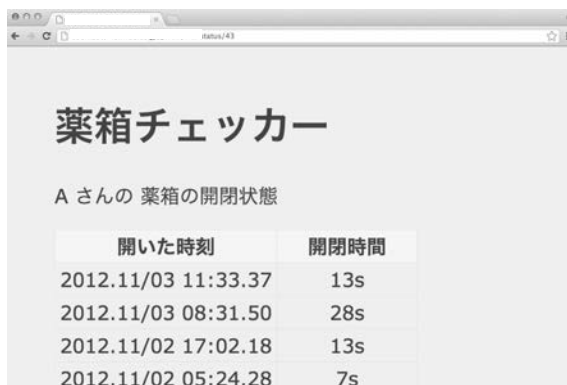 status/43
薬箱チェッカー
A さんの 薬箱の開閉状態
開いた時刻 開閉時間
2012.11/03 11:33.37 13s
2012.11/03 08:31.50 28s
2012.11/02 17:02.18 13s
2012.11/02 05:24.28 7s